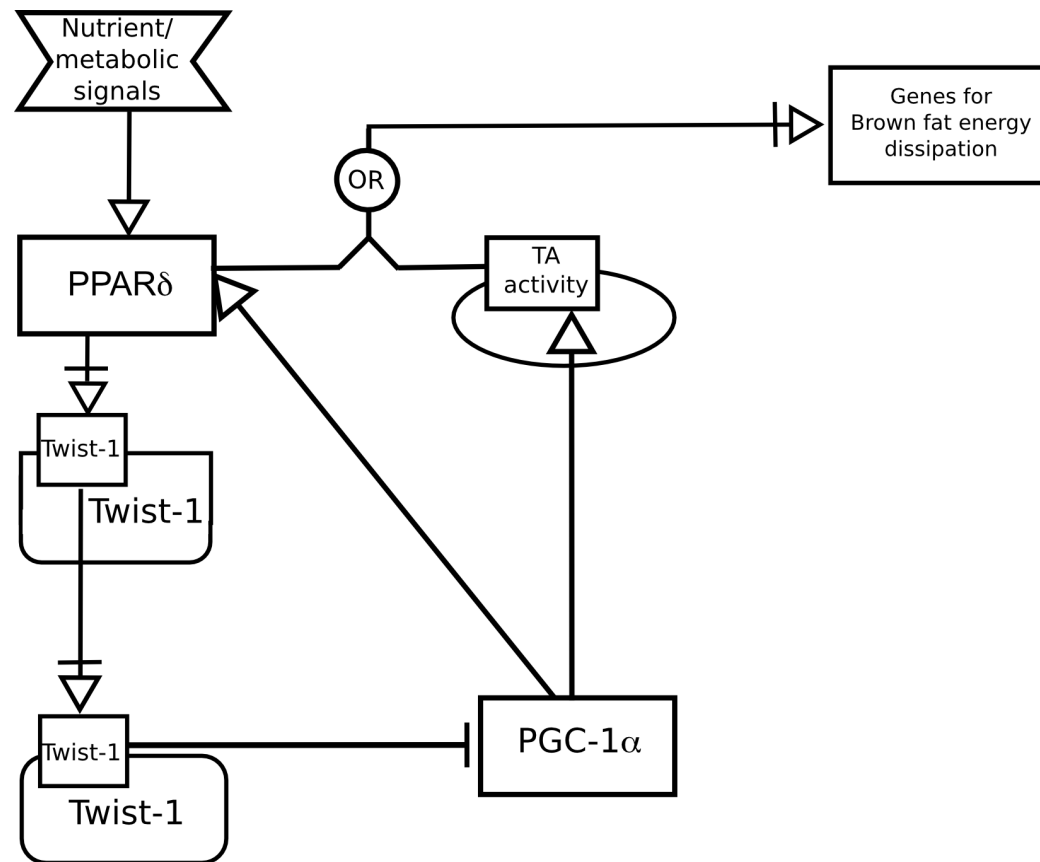 Nutrient/
metabolic
signals
Genes for
Brown fat energy
dissipation
OR
PPARδ
TA
activity
Twist-1
Twist-1
Twist-1
Twist-1
PGC-1α